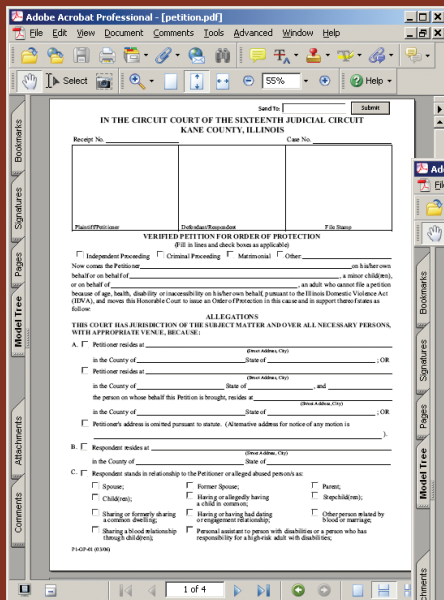 Adobe Acrobat Professional - [petition.pdf]
File Edit View Document Comments Tools Advanced Window Help
Select 55% Help
Bookmarks
Signatures
Pages
Model Tree
Attachments
Comments
Send To: Submit
IN THE CIRCUIT COURT OF THE SIXTEENTH JUDICIAL CIRCUIT
KANE COUNTY, ILLINOIS
Receipt No. Case No.
Plaintiff/Petitioner Defendant/Respondent File Stamp
VERIFIED PETITION FOR ORDER OF PROTECTION
(Fill in lines and check boxes as applicable)
Independent Proceeding Criminal Proceeding Matrimonial Other
Now comes the Petitioner on his/her own
behalf or on behalf of , a minor child(ren),
or on behalf of , an adult who cannot file a petition
because of age, health, disability or inaccessibility on his/her own behalf, pursuant to the Illinois Domestic Violence Act
(IDVA), and moves this Honorable Court to issue an Order of Protection in this cause and in support thereof states as
follow:
ALLEGATIONS
THIS COURT HAS JURISDICTION OF THE SUBJECT MATTER AND OVER ALL NECESSARY PERSONS,
WITH APPROPRIATE VENUE, BECAUSE:
A. Petitioner resides at
(Street Address, City)
in the County of State of ; OR
Petitioner resides at
(Street Address, City)
in the County of State of , and
the person on whose behalf this Petition is brought, resides at
(Street Address, City)
in the County of State of ; OR
Petitioner's address is omitted pursuant to statute. (Alternative address for notice of any motion is
).
B. Respondent resides at
(Street Address, City)
in the County of State of
C. Respondent stands in relationship to the Petitioner or alleged abused person/s as:
Spouse; Former Spouse; Parent;
Child(ren); Having or allegedly having a child in common; Stepchild(ren);
Sharing or formerly sharing a common dwelling; Having or having had dating or engagement relationship; Other person related by blood or marriage;
Sharing a blood relationship through child(ren); Personal assistant to person with disabilities or a person who has responsibility for a high-risk adult with disabilities;
P1-OP-01 (03/06)
1 of 4
Bookmarks
Signatures
Pages
Model Tree